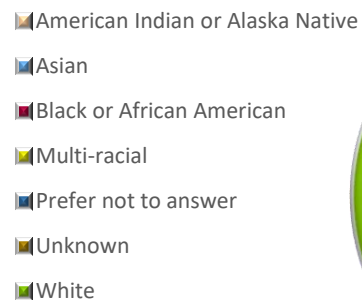 American Indian or Alaska Native
Asian
Black or African American
Multi-racial
Prefer not to answer
Unknown
White